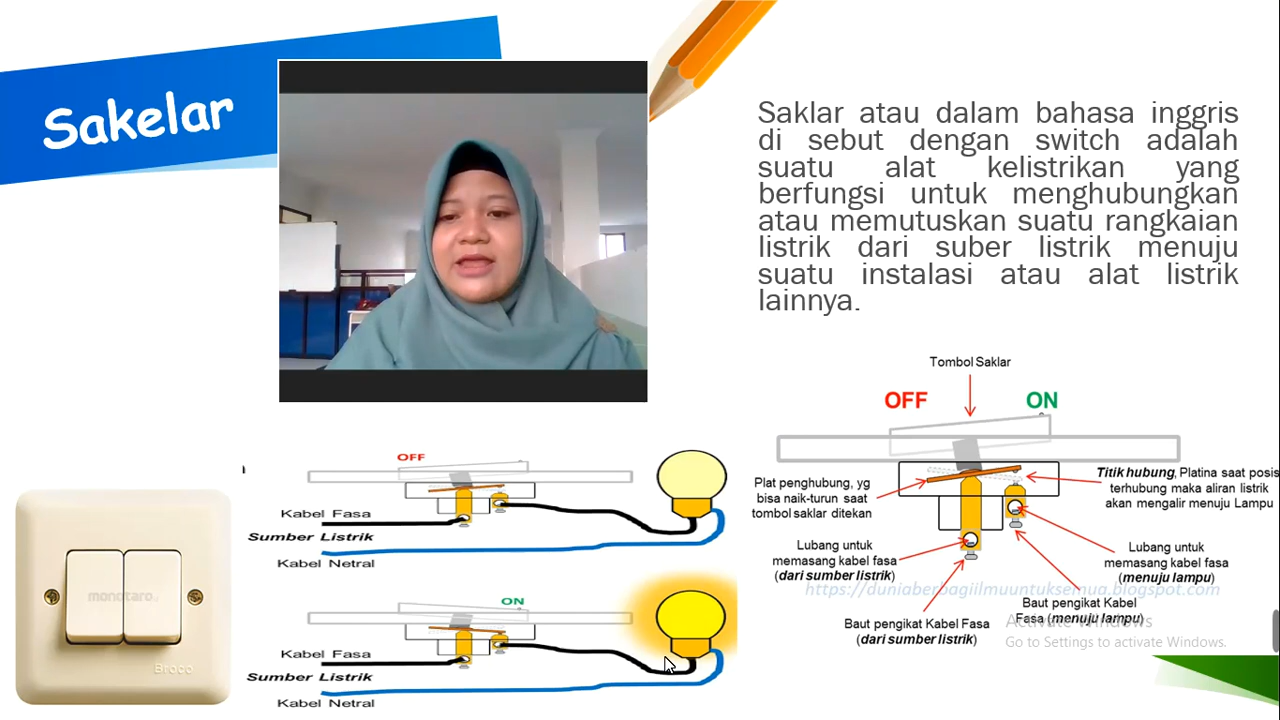 Sakelar
Saklar atau dalam bahasa inggris
di sebut dengan switch adalah
suatu alat kelistrikan yang
berfungsi untuk menghubungkan
atau memutuskan suatu rangkaian
listrik dari suber listrik menuju
suatu instalasi atau alat listrik
lainnya.
Tombol Saklar
OFF ON
Plat penghubung, yg
bisa naik-turun saat
tombol saklar ditekan
Titik hubung, Platina saat posis
terhubung maka aliran listrik
akan mengalir menuju Lampu
Lubang untuk
memasang kabel fasa
(dari sumber listrik)
Lubang untuk
memasang kabel fasa
(menuju lampu)
https://duniaberbagiilmuuntuksemua.blogspot.com
Baut pengikat Kabel Fasa
(dari sumber listrik)
Baut pengikat Kabel
Fasa (menuju lampu)
Activate Windows
Go to Settings to activate Windows.
OFF
Kabel Fasa
Sumber Listrik
Kabel Netral
ON
Kabel Fasa
Sumber Listrik
Kabel Netral
monotaro
Broco